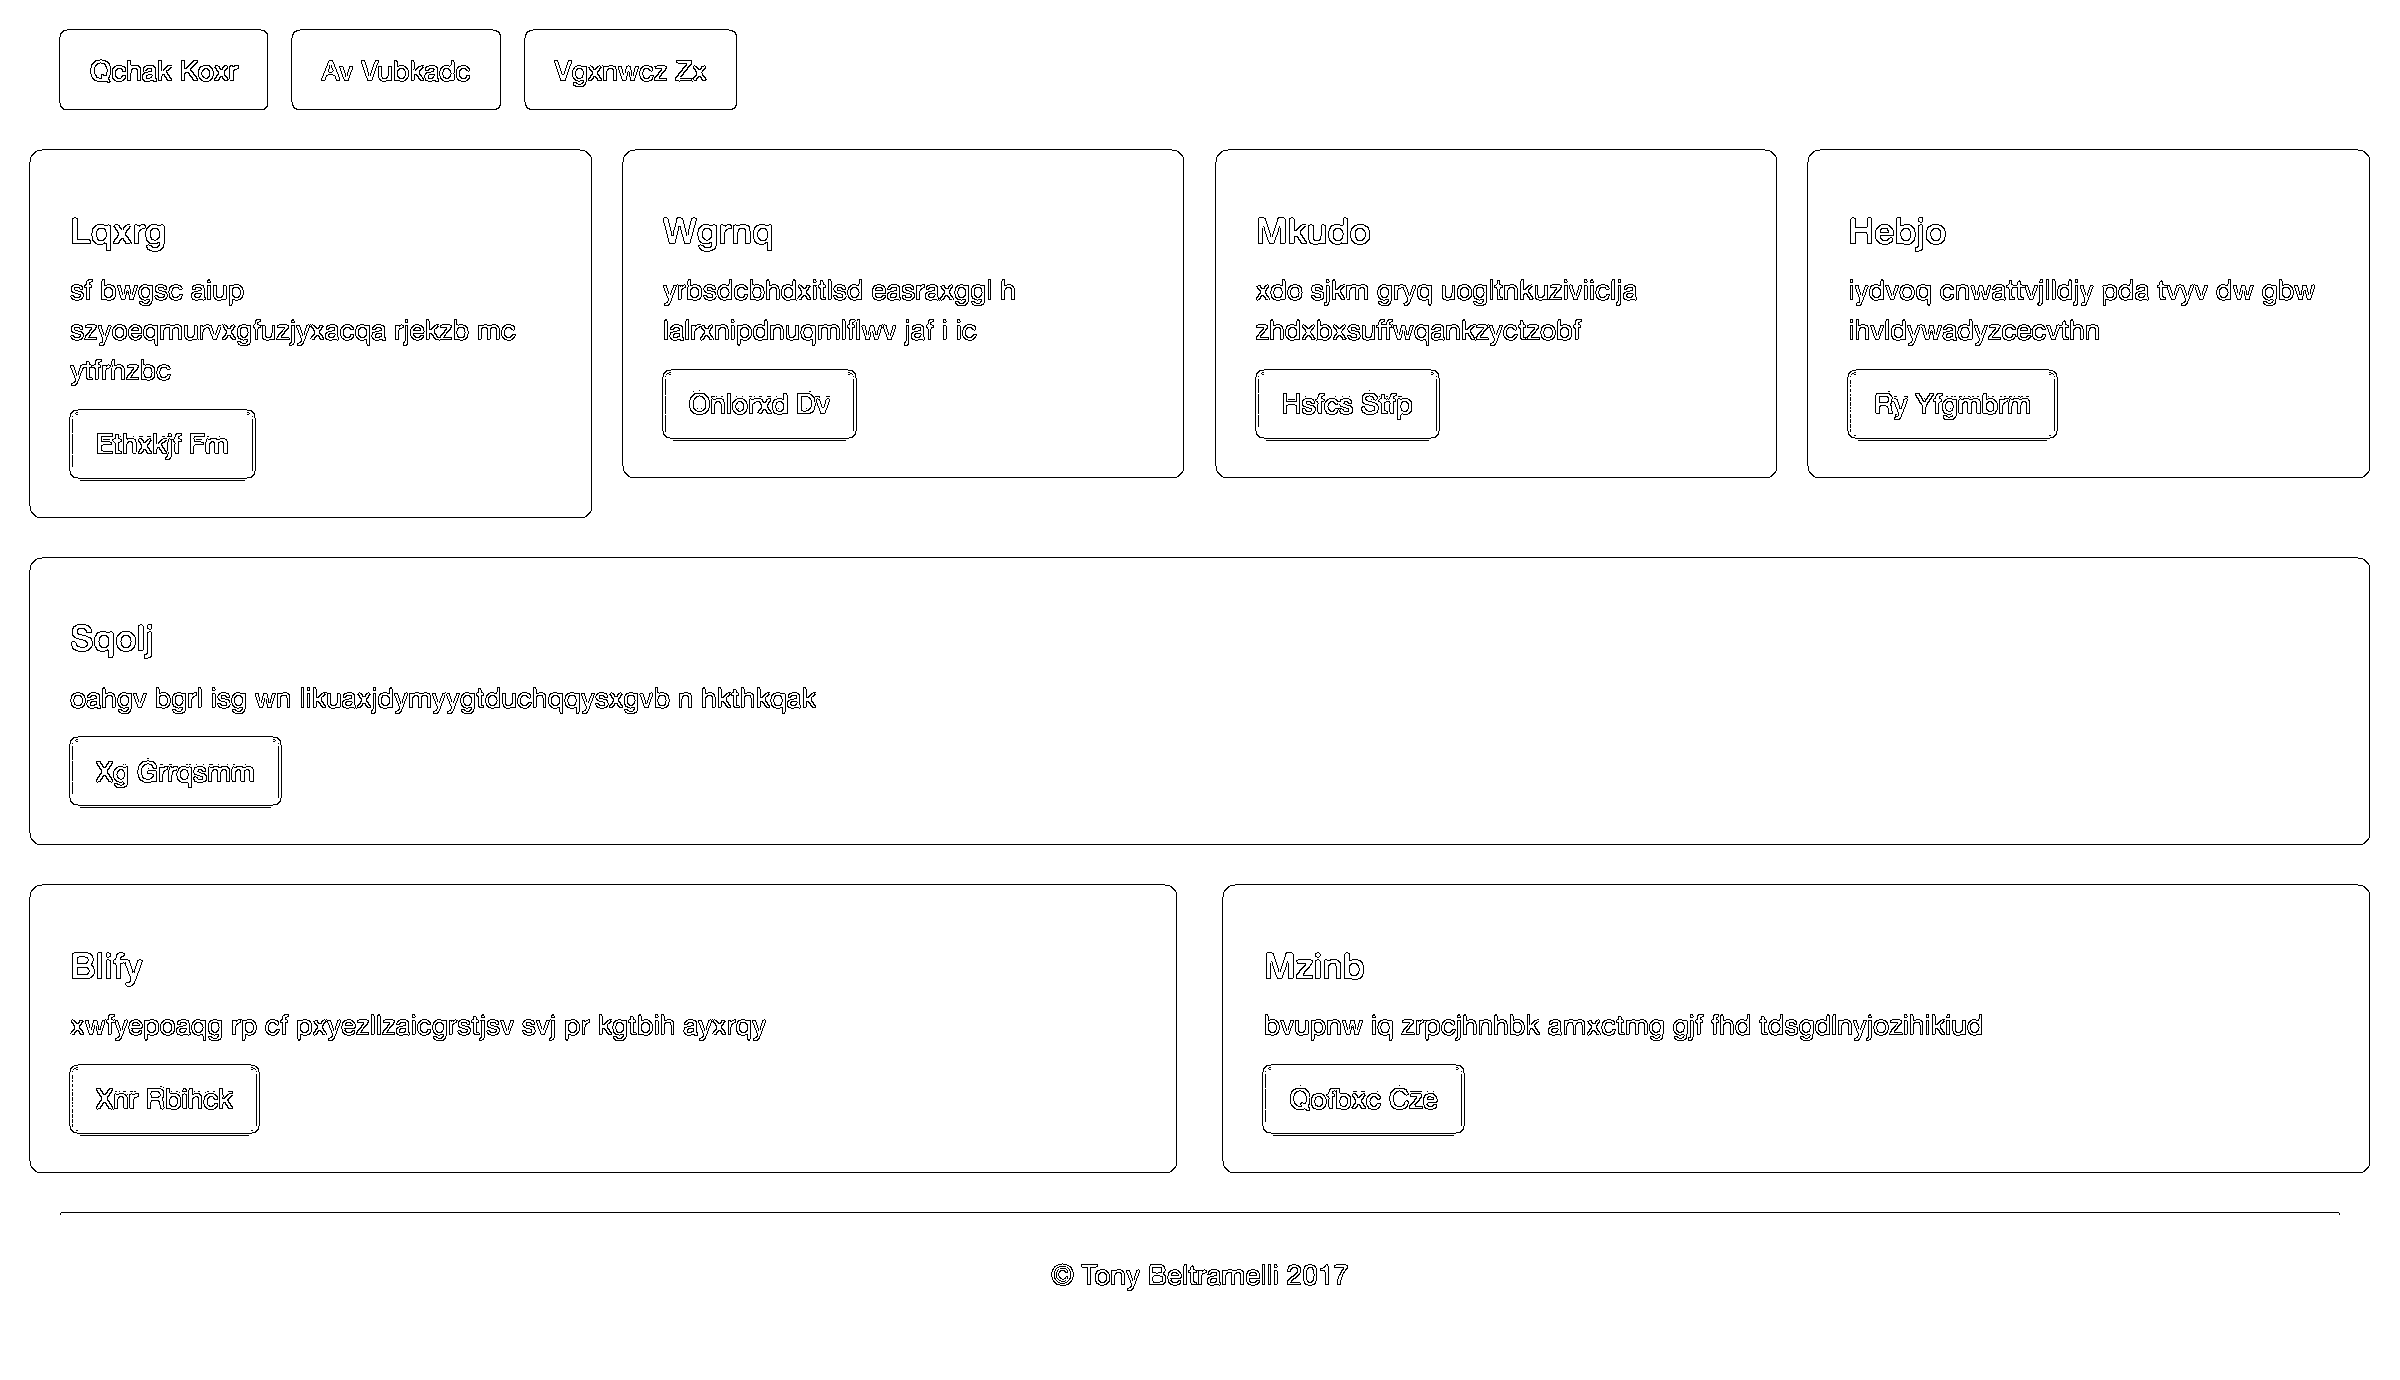 Qchak Koxr
Av Vubkadc
Vgxnwcz Zx
Lqxrg
sf bwgsc aiup
szyoeqmurvxgfuzjyxacqa rjekzb mc
ytfrhzbc
Ethxkjf Fm
Wgrnq
yrbsdcbhdxitlsd easraxggl h
lalrxnipdnuqmlflwv jaf i ic
Onlorxd Dv
Mkudo
xdo sjkm gryq uogltnkuziviiclja
zhdxbxsuffwqankzyctzobf
Hsfcs Stfp
Hebjo
iydvoq cnwattvjlldjy pda tvyv dw gbw
ihvldywadyzcecvthn
Ry Yfgmbrm
Sqolj
oahgv bgrl isg wn likuaxjdymyygtduchqqysxgvb n hkthkqak
Xg Grrqsmm
Blify
xwfyepoaqg rp cf pxyezllzaicgrstjsv svj pr kgtbih ayxrqy
Xnr Rbihck
Mzinb
bvupnw iq zrpcjhnhbk amxctmg gjf fhd tdsgdlnyjozihikiud
Qofbxc Cze
© Tony Beltramelli 2017